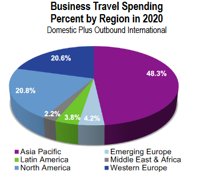 Business Travel Spending
Percent by Region in 2020
Domestic Plus Outbound International
20.6%
48.3%
20.8%
2.2%
3.8%
4.2%
Asia Pacific
Emerging Europe
Latin America
Middle East & Africa
North America
Western Europe